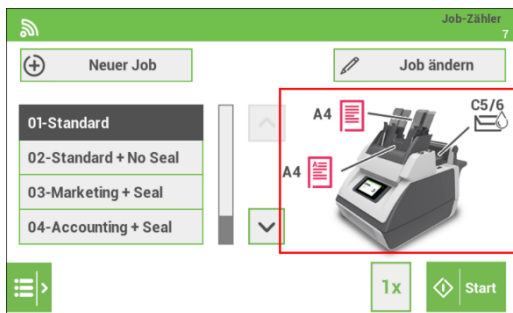 Job-Zähler
7
Neuer Job
Job ändern
01-Standard
02-Standard + No Seal
03-Marketing + Seal
04-Accounting + Seal
A4
C5/6
A4
1x
Start